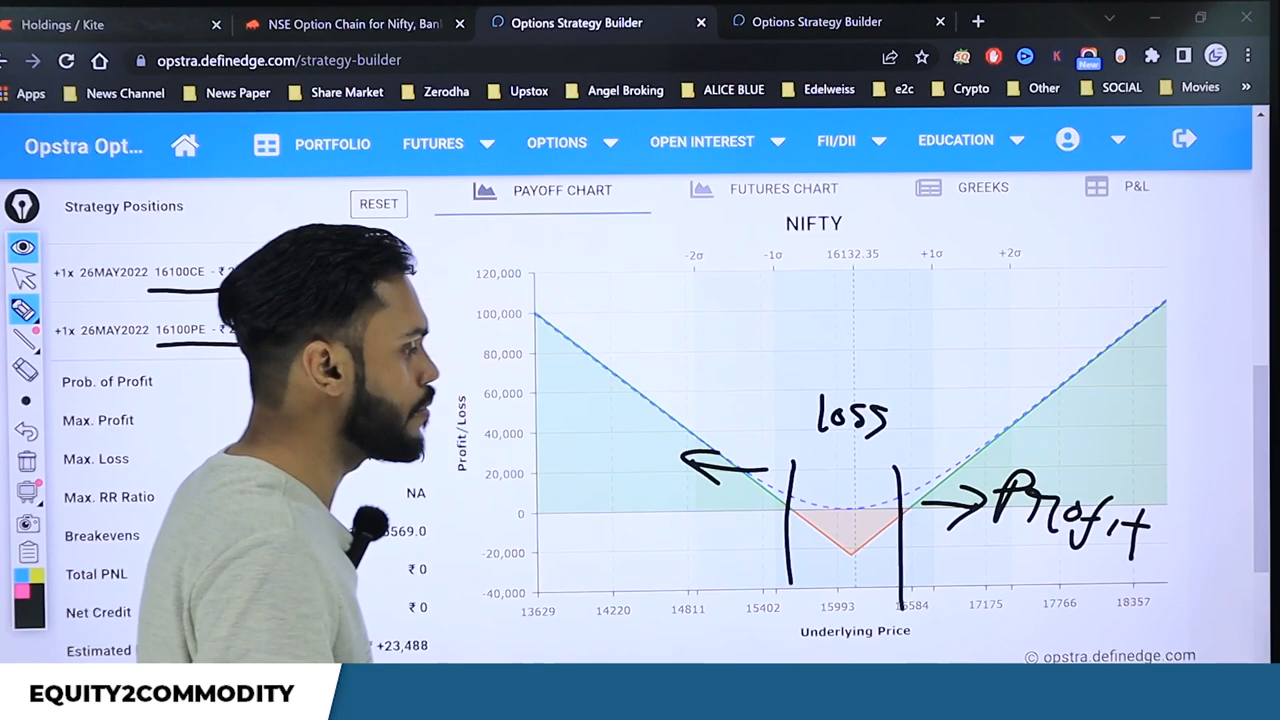 Holdings / Kite
NSE Option Chain for Nifty, Ban
Options Strategy Builder
Options Strategy Builder
opstra.definedge.com/strategy-builder
New
Apps News Channel News Paper Share Market Zerodha Upstox Angel Broking ALICE BLUE Edelweiss e2c Crypto Other SOCIAL Movies »
Opstra Opt...
PORTFOLIO FUTURES OPTIONS OPEN INTEREST FII/DII EDUCATION
Strategy Positions RESET
PAYOFF CHART FUTURES CHART GREEKS P&L
NIFTY
-2σ -1σ 16132.35 +1σ +2σ
+1x 26MAY2022 16100CE - ₹
+1x 26MAY2022 16100PE - ₹
Prob. of Profit
Max. Profit
Max. Loss
Max. RR Ratio NA
Breakevens 569.0
Total PNL ₹ 0
Net Credit ₹ 0
Estimated +23,488
Profit/Loss
120,000
100,000
80,000
60,000
40,000
20,000
0
-20,000
-40,000
loss
Profit
13629 14220 14811 15402 15993 16584 17175 17766 18357
Underlying Price
© opstra.definedge.com
EQUITY2COMMODITY